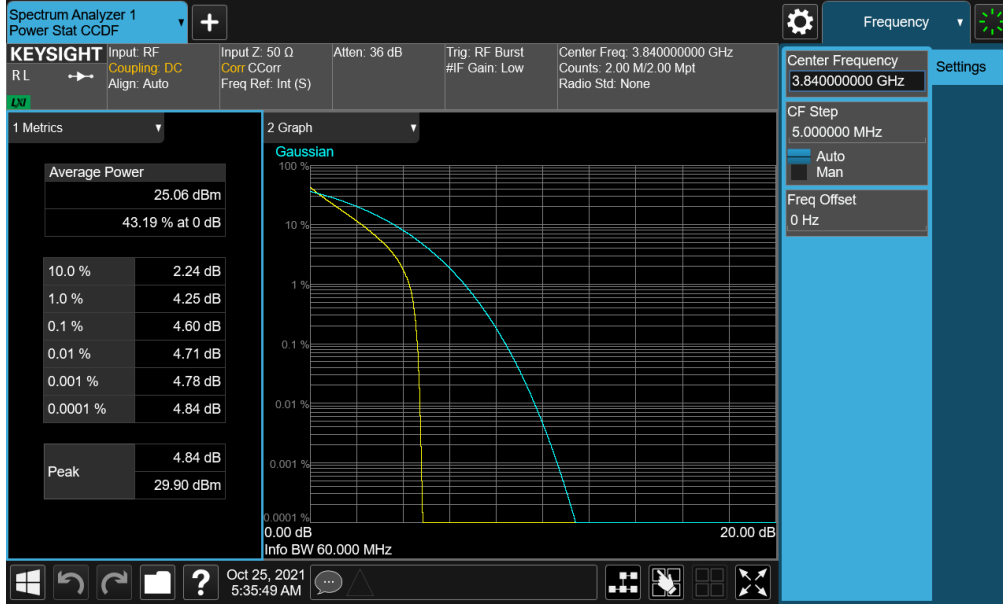 Spectrum Analyzer 1
Power Stat CCDF
Frequency
KEYSIGHT
RL
LXI
Input: RF
Coupling: DC
Align: Auto
Input Z: 50 Ω
Corr CCorr
Freq Ref: Int (S)
Atten: 36 dB
Trig: RF Burst
#IF Gain: Low
Center Freq: 3.840000000 GHz
Counts: 2.00 M/2.00 Mpt
Radio Std: None
Center Frequency
3.840000000 GHz
Settings
CF Step
5.000000 MHz
Auto
Man
Freq Offset
0 Hz
1 Metrics
Average Power
25.06 dBm
43.19 % at 0 dB
10.0 % 2.24 dB
1.0 % 4.25 dB
0.1 % 4.60 dB
0.01 % 4.71 dB
0.001 % 4.78 dB
0.0001 % 4.84 dB
Peak
4.84 dB
29.90 dBm
2 Graph
Gaussian
100 %
10 %
1 %
0.1 %
0.01 %
0.001 %
0.0001 %
0.00 dB
20.00 dB
Info BW 60.000 MHz
?
Oct 25, 2021
5:35:49 AM